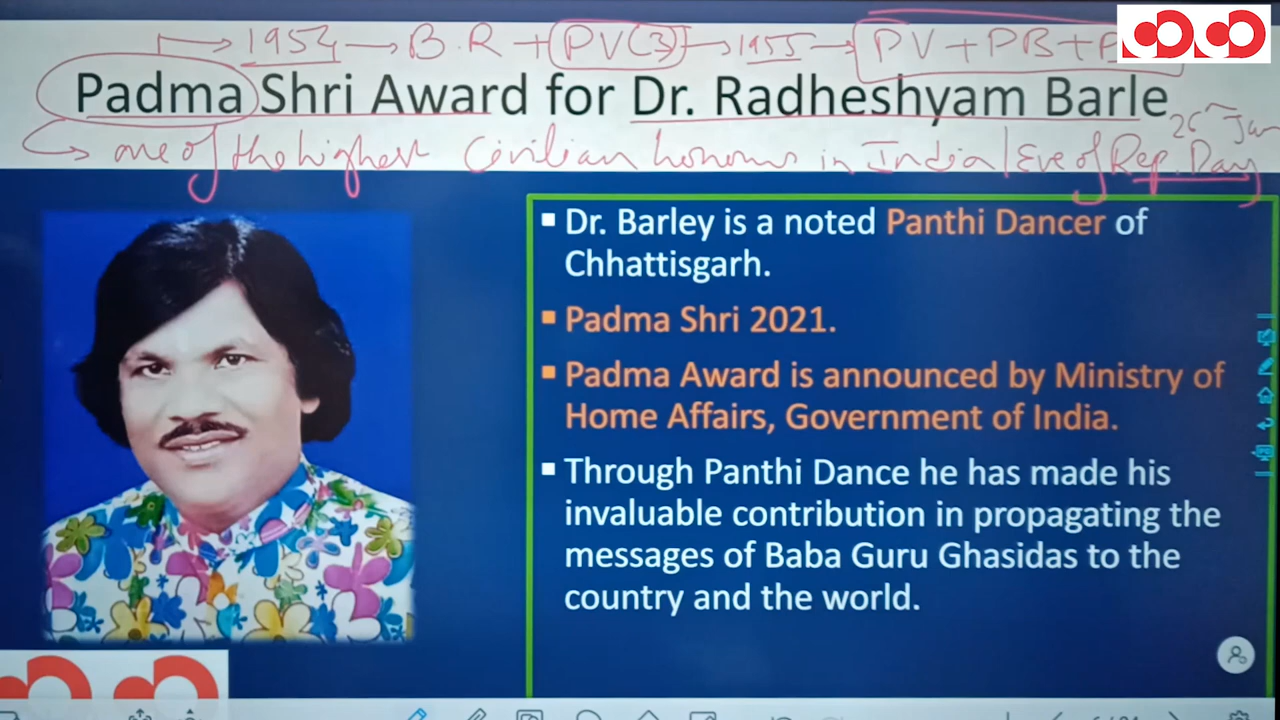 1954 → B.R + PV(3) → 1955 → PV + PB +
Padma Shri Award for Dr. Radheshyam Barle
26 Jan
→ one of the highest Civilian honours in India | Eve of Rep. Day
▪ Dr. Barley is a noted Panthi Dancer of
Chhattisgarh.
▪ Padma Shri 2021.
▪ Padma Award is announced by Ministry of
Home Affairs, Government of India.
▪ Through Panthi Dance he has made his
invaluable contribution in propagating the
messages of Baba Guru Ghasidas to the
country and the world.